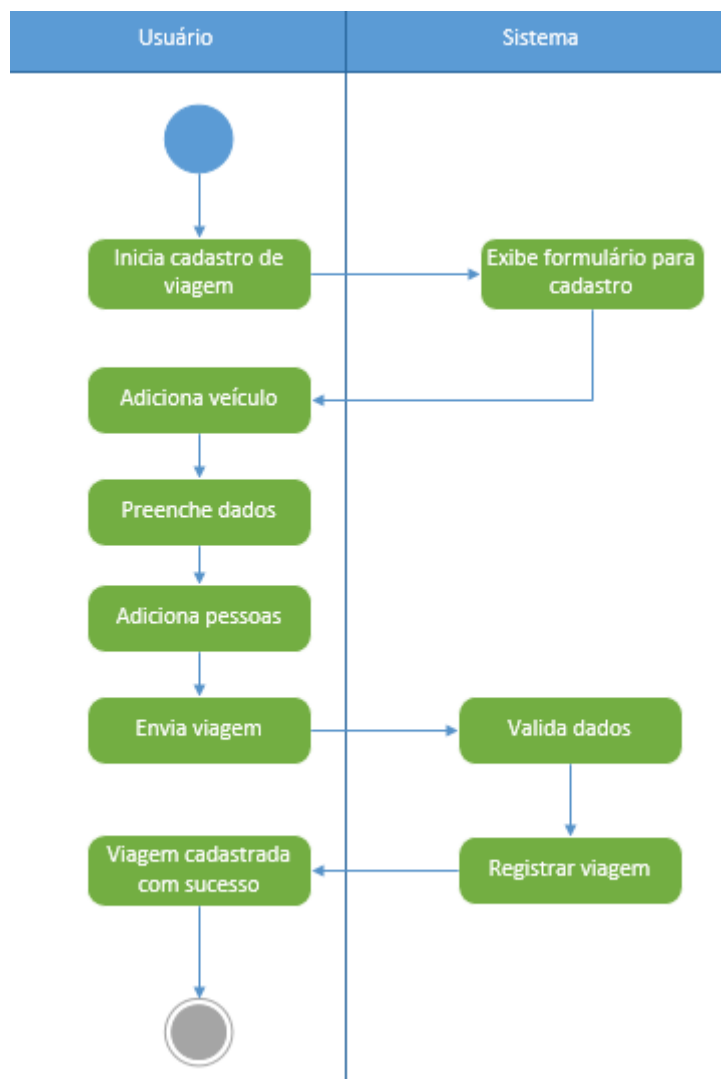 Usuário
Sistema
Inicia cadastro de
viagem
Exibe formulário para
cadastro
Adiciona veículo
Preenche dados
Adiciona pessoas
Envia viagem
Valida dados
Viagem cadastrada
com sucesso
Registrar viagem